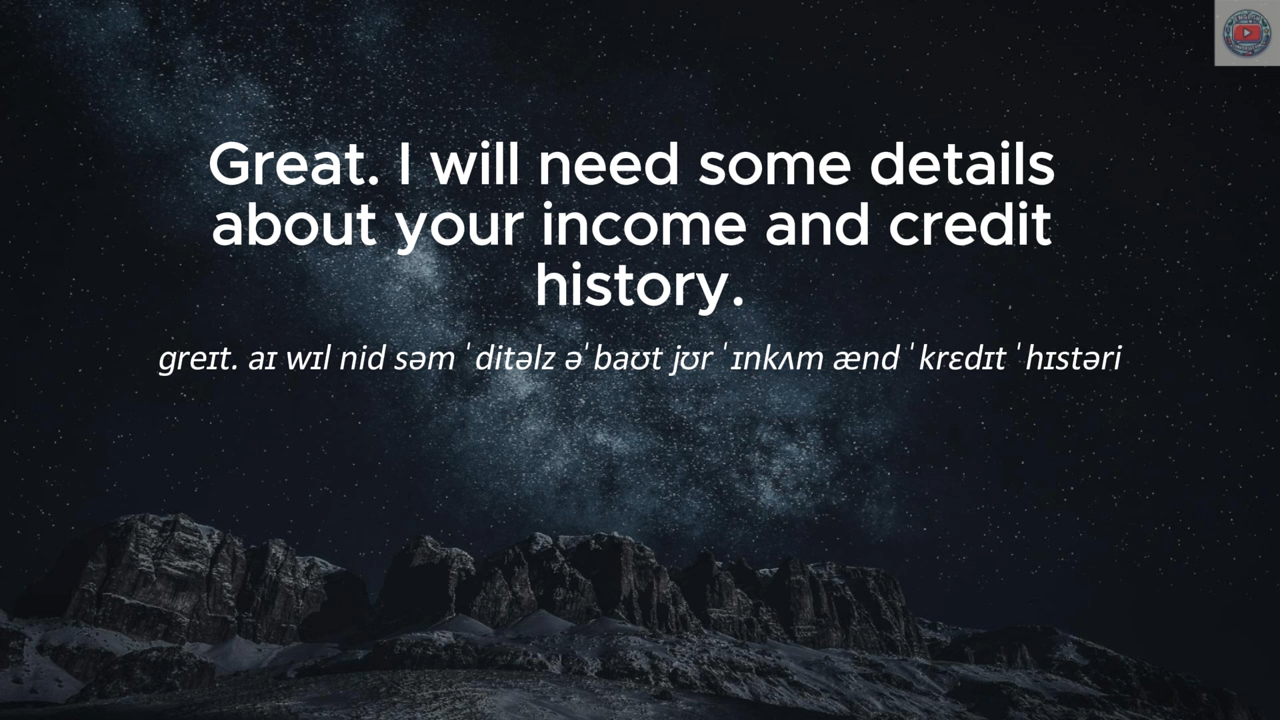 Great. I will need some details
about your income and credit
history.
greɪt. aɪ wɪl nid səm ˈditəlz əˈbaʊt jʊr ˈɪnkʌm ænd ˈkrɛdɪt ˈhɪstəri